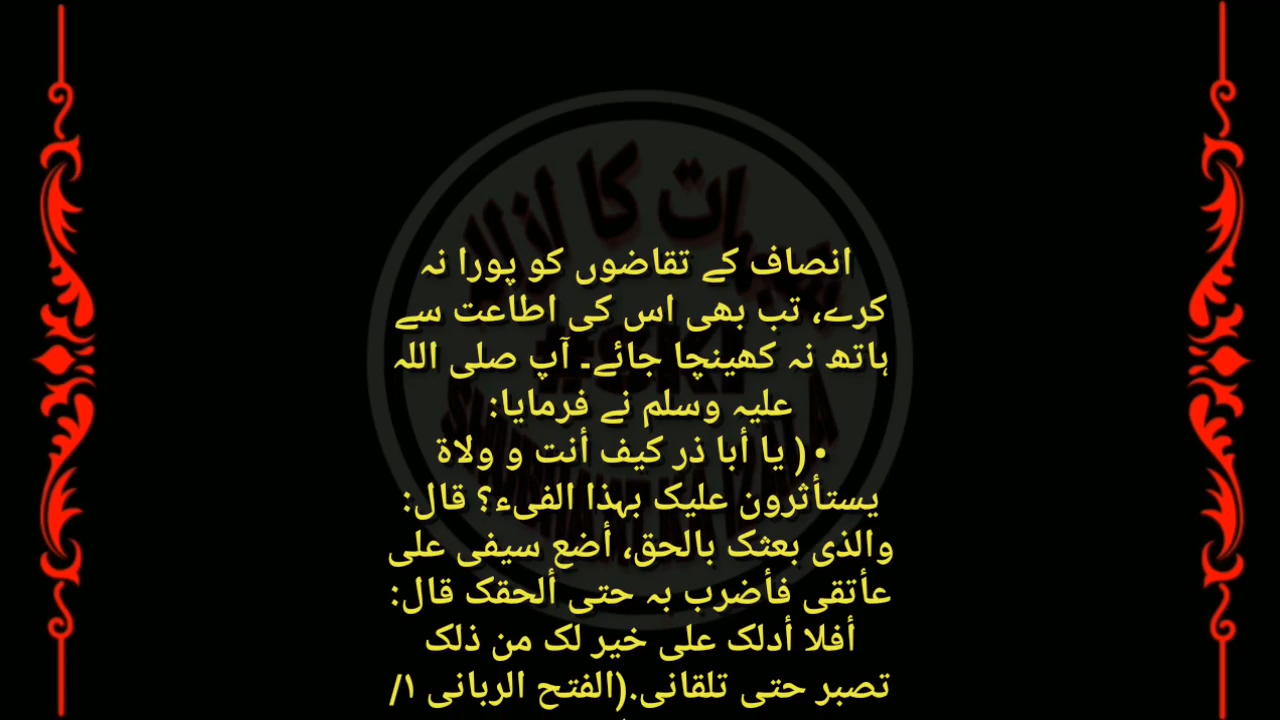 انصاف کے تقاضوں کو پورا نہ
کرے، تب بھی اس کی اطاعت سے
ہاتھ نہ کھینچا جائے۔ آپ صلی اللہ
علیہ وسلم نے فرمایا:
•( یا أبا ذر کیف أنت و ولاة
یستأثرون علیک بہذا الفیء؟ قال:
والذی بعثک بالحق، أضع سیفی علی
عأتقی فأضرب بہ حتی ألحقک قال:
أفلا أدلک علی خیر لک من ذلک
تصبر حتی تلقانی.(الفتح الربانی ۱/